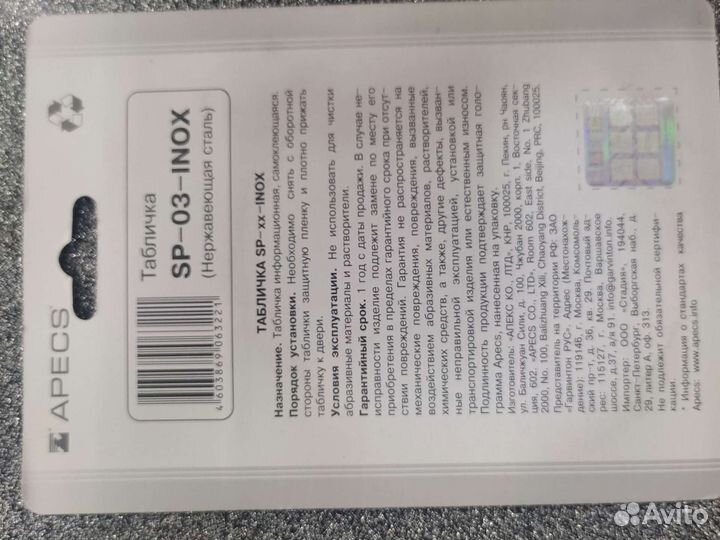 APECS
Табличка
SP-03-INOX
(Нержавеющая сталь)
4 603869 063221
ТАБЛИЧКА SP-xx-INOX
Назначение. Табличка информационная, самоклеющаяся.
Порядок установки. Необходимо снять с оборотной
стороны таблички защитную пленку и плотно прижать
табличку к двери.
Условия эксплуатации. Не использовать для чистки
абразивные материалы и растворители.
Гарантийный срок. 1 год с даты продажи. В случае не-
исправности изделие подлежит замене по месту его
приобретения в пределах гарантийного срока при отсут-
ствии повреждений. Гарантия не распространяется на
механические повреждения, повреждения, вызванные
воздействием абразивных материалов, растворителей,
химических средств, а также, другие дефекты, вызван-
ные неправильной эксплуатацией, установкой или
транспортировкой изделия или естественным износом.
Подлинность продукции подтверждает защитная голо-
грамма Apecs, нанесенная на упаковку.
Изготовитель: «АПЕКС КО., ЛТД», КНР, 100025, г. Пекин, рн Чаоян,
ул. Баличжуан Сили, д. 100, Чжубан 2000, корп. 1, Восточная сек-
ция, 602. «APECS CO., LTD», Room 602, East side, No. 1 Zhubang
2000, No. 100, Balichuang Xili, Chaoyang District, Beijing, PRC, 100025.
Представитель на территории РФ: ЗАО
«Гарвинтон РУС». Адрес (Местонахож-
дение): 119146, г. Москва, Комсомоль-
ский пр-т, д. 36, кв. 29. Почтовый ад-
рес: 115127, г. Москва, Варшавское
шоссе, д.37, а/я 91 info@garvinton.info.
Импортер: ООО «Стадик», 194044,
Санкт-Петербург, Выборгская наб., д.
29, литер А, оф. 313.
Не подлежит обязательной сертифи-
кации.
* Информация о стандартах качества
Apecs: www.apecs.info
Avito